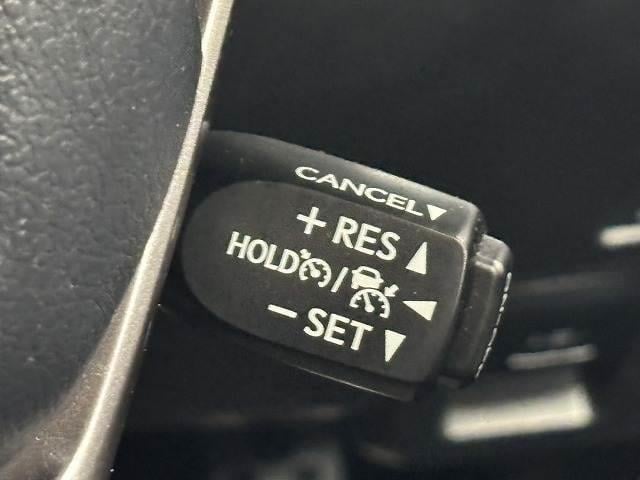 CANCEL▼
+ RES ▲
HOLD / ◀
- SET ▼